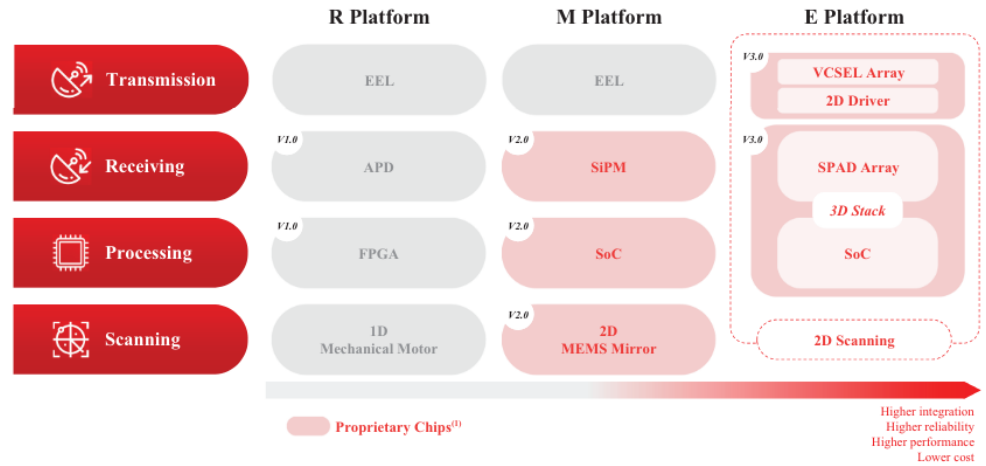 R Platform
M Platform
E Platform
Transmission
EEL
EEL
V3.0
VCSEL Array
2D Driver
Receiving
V1.0
APD
V2.0
SiPM
V3.0
SPAD Array
3D Stack
Processing
V1.0
FPGA
V2.0
SoC
SoC
Scanning
1D
Mechanical Motor
V2.0
2D
MEMS Mirror
2D Scanning
Proprietary Chips(1)
Higher integration
Higher reliability
Higher performance
Lower cost